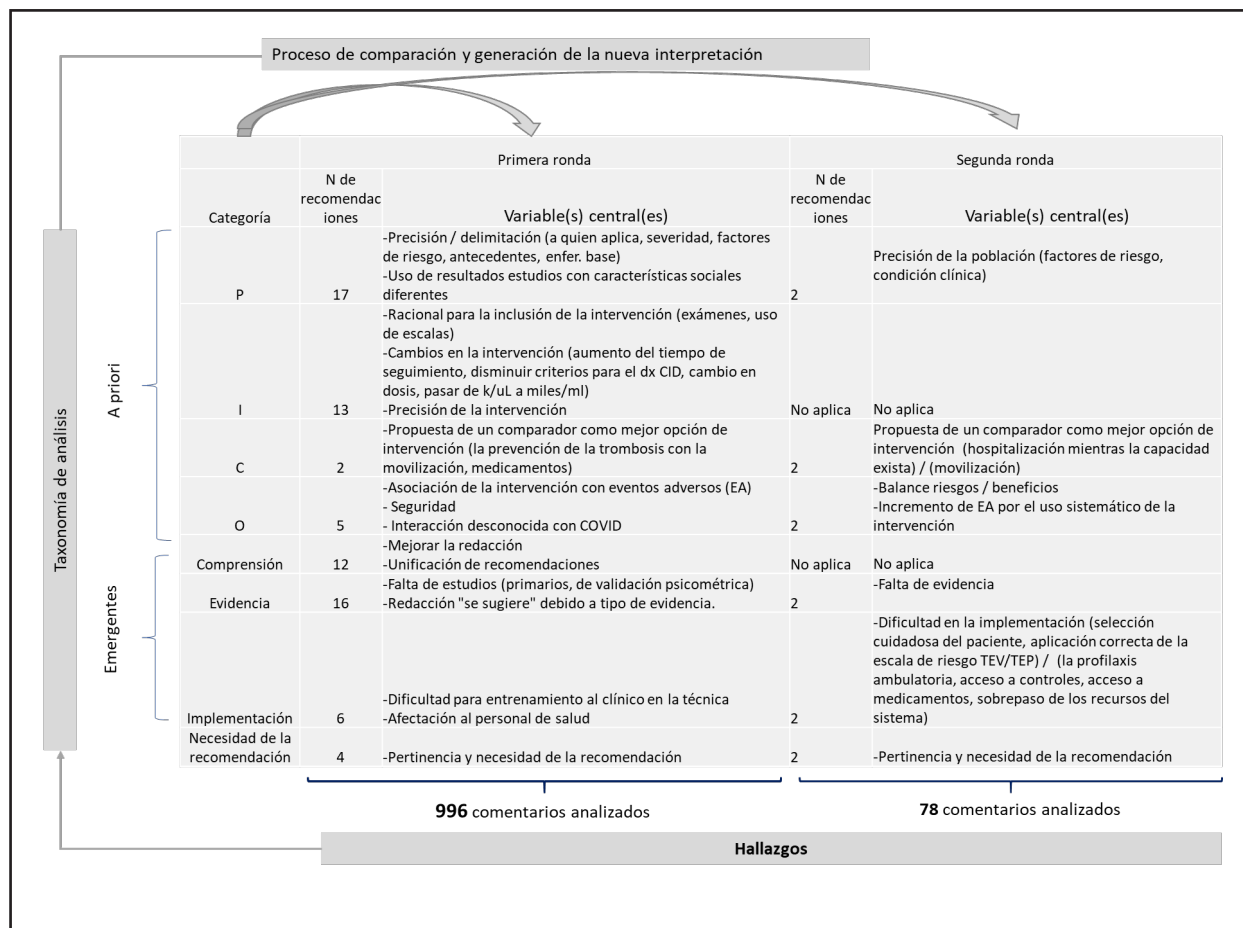 Proceso de comparación y generación de la nueva interpretación
Primera ronda
Segunda ronda
Categoría
N de
recomendac
iones
Variable(s) central(es)
N de
recomendac
iones
Variable(s) central(es)
Taxonomía de análisis
A priori
P
17
-Precisión / delimitación (a quien aplica, severidad, factores
de riesgo, antecedentes, enfer. base)
-Uso de resultados estudios con características sociales
diferentes
2
Precisión de la población (factores de riesgo,
condición clínica)
I
13
-Racional para la inclusión de la intervención (exámenes, uso
de escalas)
-Cambios en la intervención (aumento del tiempo de
seguimiento, disminuir criterios para el dx CID, cambio en
dosis, pasar de k/uL a miles/ml)
-Precisión de la intervención
No aplica
No aplica
C
2
-Propuesta de un comparador como mejor opción de
intervención (la prevención de la trombosis con la
movilización, medicamentos)
2
Propuesta de un comparador como mejor opción de
intervención (hospitalización mientras la capacidad
exista) / (movilización)
O
5
-Asociación de la intervención con eventos adversos (EA)
- Seguridad
- Interacción desconocida con COVID
2
-Balance riesgos / beneficios
-Incremento de EA por el uso sistemático de la
intervención
Emergentes
Comprensión
12
-Mejorar la redacción
-Unificación de recomendaciones
No aplica
No aplica
Evidencia
16
-Falta de estudios (primarios, de validación psicométrica)
-Redacción "se sugiere" debido a tipo de evidencia.
2
-Falta de evidencia
Implementación
6
-Dificultad para entrenamiento al clínico en la técnica
-Afectación al personal de salud
2
-Dificultad en la implementación (selección
cuidadosa del paciente, aplicación correcta de la
escala de riesgo TEV/TEP) / (la profilaxis
ambulatoria, acceso a controles, acceso a
medicamentos, sobrepaso de los recursos del
sistema)
Necesidad de la
recomendación
4
-Pertinencia y necesidad de la recomendación
2
-Pertinencia y necesidad de la recomendación
996 comentarios analizados
78 comentarios analizados
Hallazgos